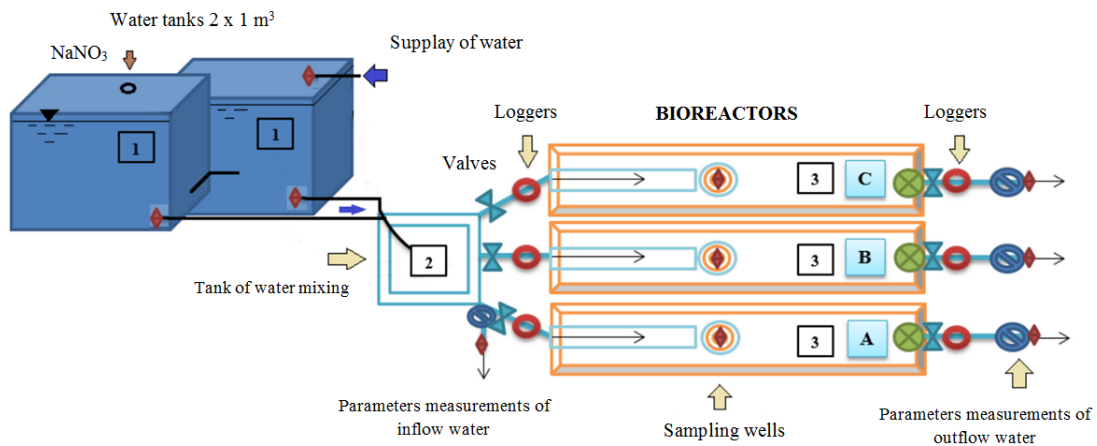 Water tanks 2 x 1 m³
NaNO₃
Supplay of water
1
1
Loggers
BIOREACTORS
Loggers
Valves
3
C
2
3
B
Tank of water mixing
3
A
Parameters measurements of
inflow water
Sampling wells
Parameters measurements of
outflow water